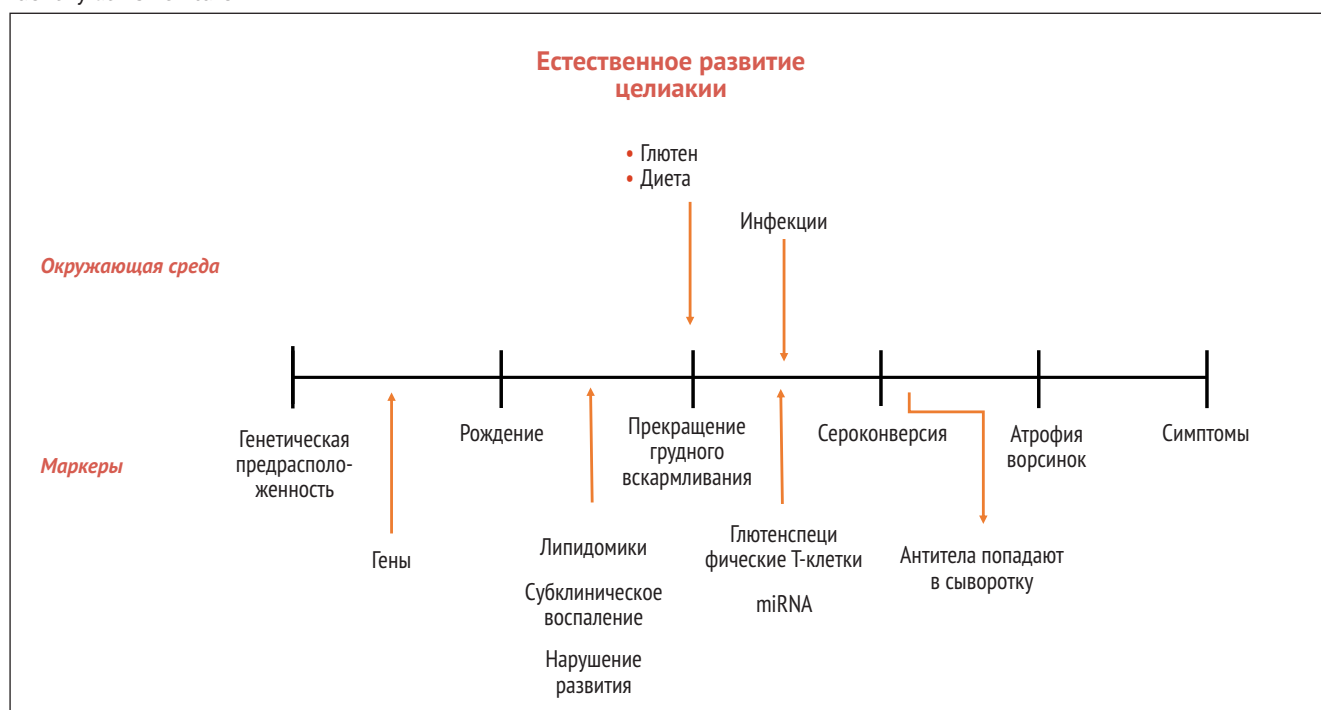 Естественное развитие
целиакии
• Глютен
• Диета
Инфекции
Окружающая среда
Маркеры
Генетическая
предрасполо-
женность
Рождение
Прекращение
грудного
вскармливания
Сероконверсия
Атрофия
ворсинок
Симптомы
Гены
Липидомики
Субклиническое
воспаление
Нарушение
развития
Глютенспеци
фические Т-клетки
miRNA
Антитела попадают
в сыворотку